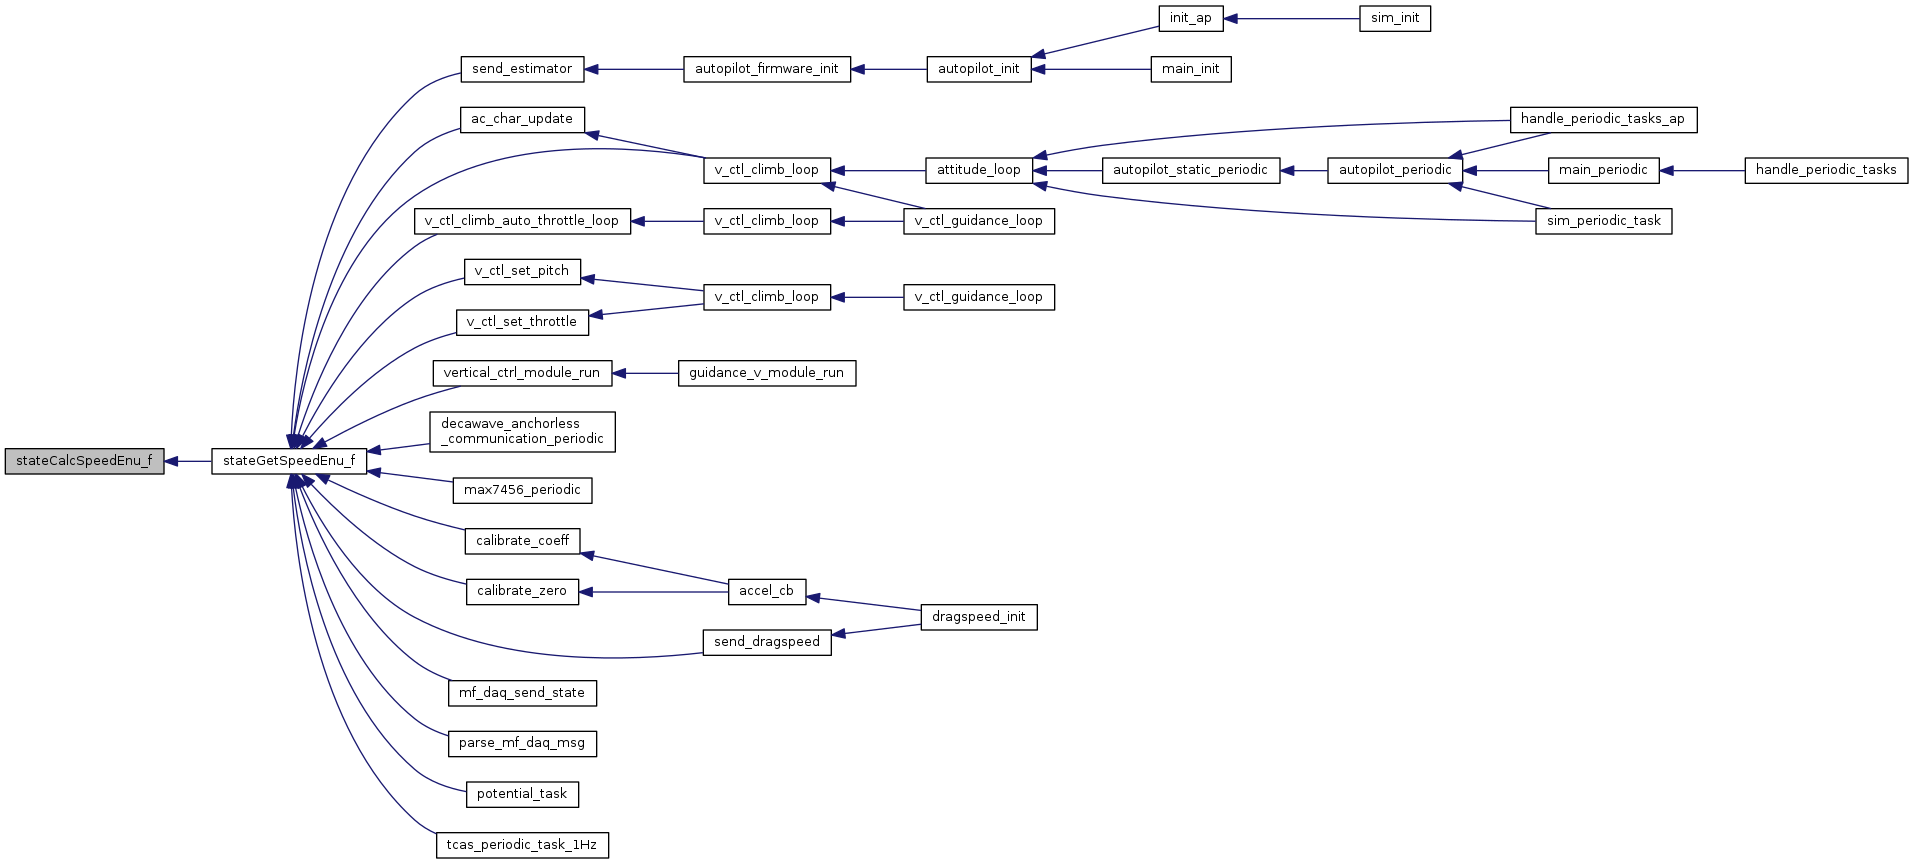 init_ap
sim_init
send_estimator
autopilot_firmware_init
autopilot_init
main_init
ac_char_update
handle_periodic_tasks_ap
v_ctl_climb_loop
attitude_loop
autopilot_static_periodic
autopilot_periodic
main_periodic
handle_periodic_tasks
v_ctl_climb_auto_throttle_loop
v_ctl_climb_loop
v_ctl_guidance_loop
sim_periodic_task
v_ctl_set_pitch
v_ctl_climb_loop
v_ctl_guidance_loop
v_ctl_set_throttle
vertical_ctrl_module_run
guidance_v_module_run
decawave_anchorless
_communication_periodic
stateCalcSpeedEnu_f
stateGetSpeedEnu_f
max7456_periodic
calibrate_coeff
calibrate_zero
accel_cb
dragspeed_init
send_dragspeed
mf_daq_send_state
parse_mf_daq_msg
potential_task
tcas_periodic_task_1Hz